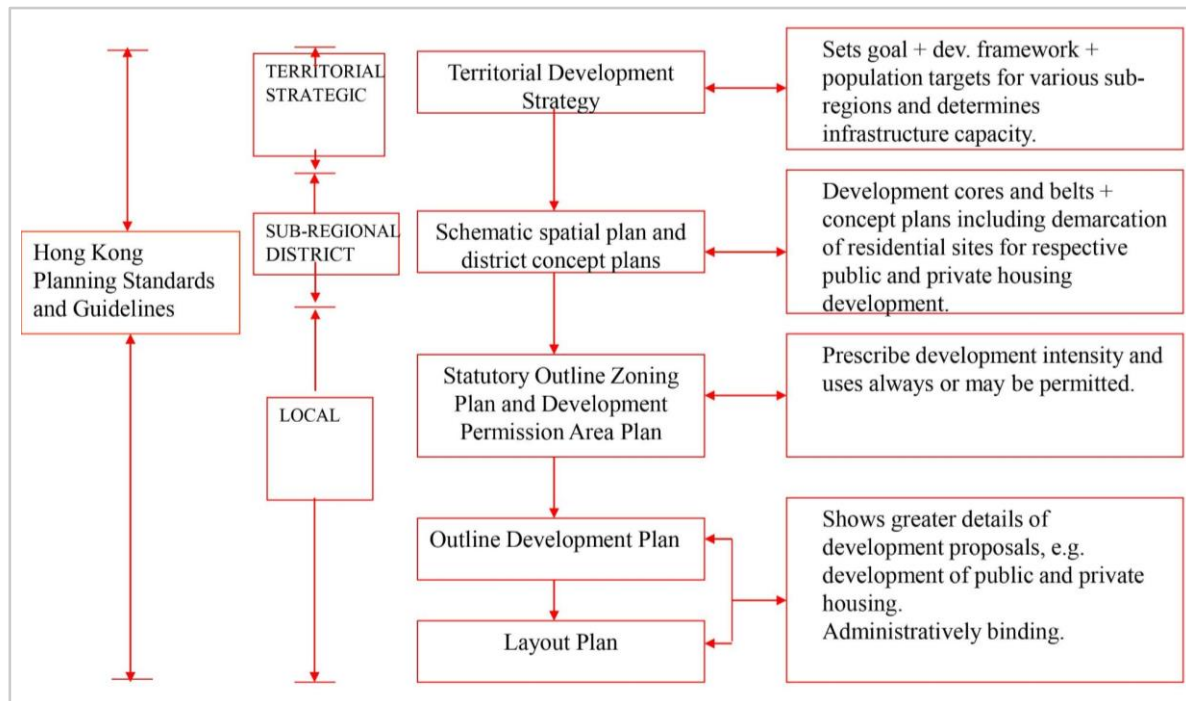 Hong Kong
Planning Standards
and Guidelines
TERRITORIAL
STRATEGIC
SUB-REGIONAL
DISTRICT
LOCAL
Territorial Development
Strategy
Schematic spatial plan and
district concept plans
Statutory Outline Zoning
Plan and Development
Permission Area Plan
Outline Development Plan
Layout Plan
Sets goal + dev. framework +
population targets for various sub-
regions and determines
infrastructure capacity.
Development cores and belts +
concept plans including demarcation
of residential sites for respective
public and private housing
development.
Prescribe development intensity and
uses always or may be permitted.
Shows greater details of
development proposals, e.g.
development of public and private
housing.
Administratively binding.